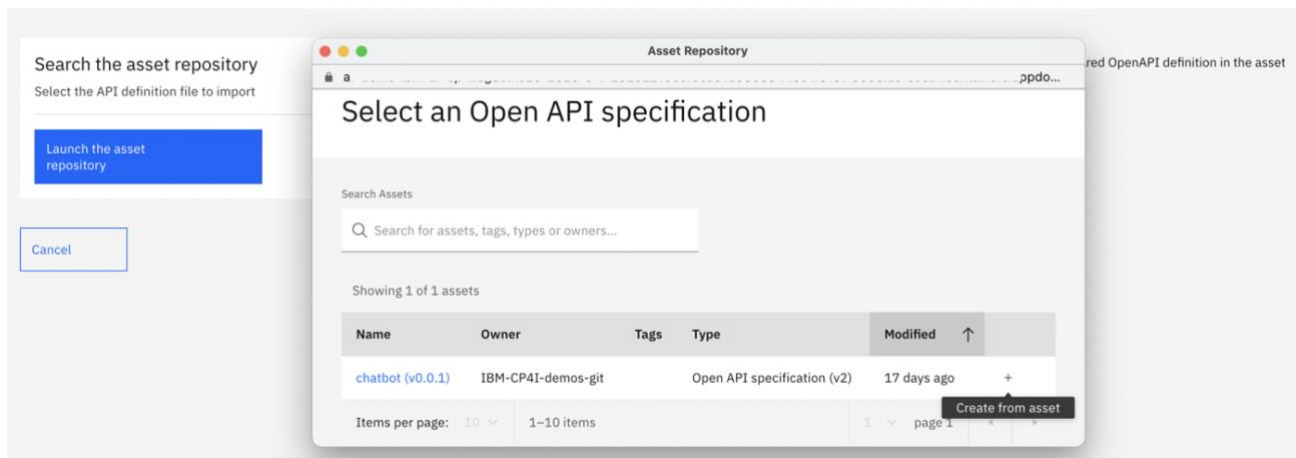 Asset Repository
Search the asset repository
Select the API definition file to import
red OpenAPI definition in the asset
a
ppdo...
Select an Open API specification
Launch the asset
repository
Search Assets
Search for assets, tags, types or owners...
Cancel
Showing 1 of 1 assets
Name Owner Tags Type Modified
chatbot (v0.0.1) IBM-CP4I-demos-git Open API specification (v2) 17 days ago +
Create from asset
Items per page: 10 1–10 items 1 page 1